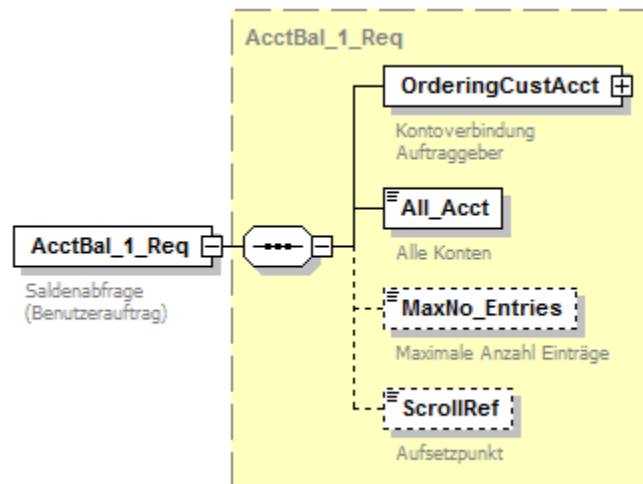 AcctBal_1_Req
OrderingCustAcct
Kontoverbindung
Auftraggeber
All_Acct
Alle Konten
AcctBal_1_Req
Saldenabfrage
(Benutzerauftrag)
MaxNo_Entries
Maximale Anzahl Einträge
ScrollRef
Aufsetzpunkt